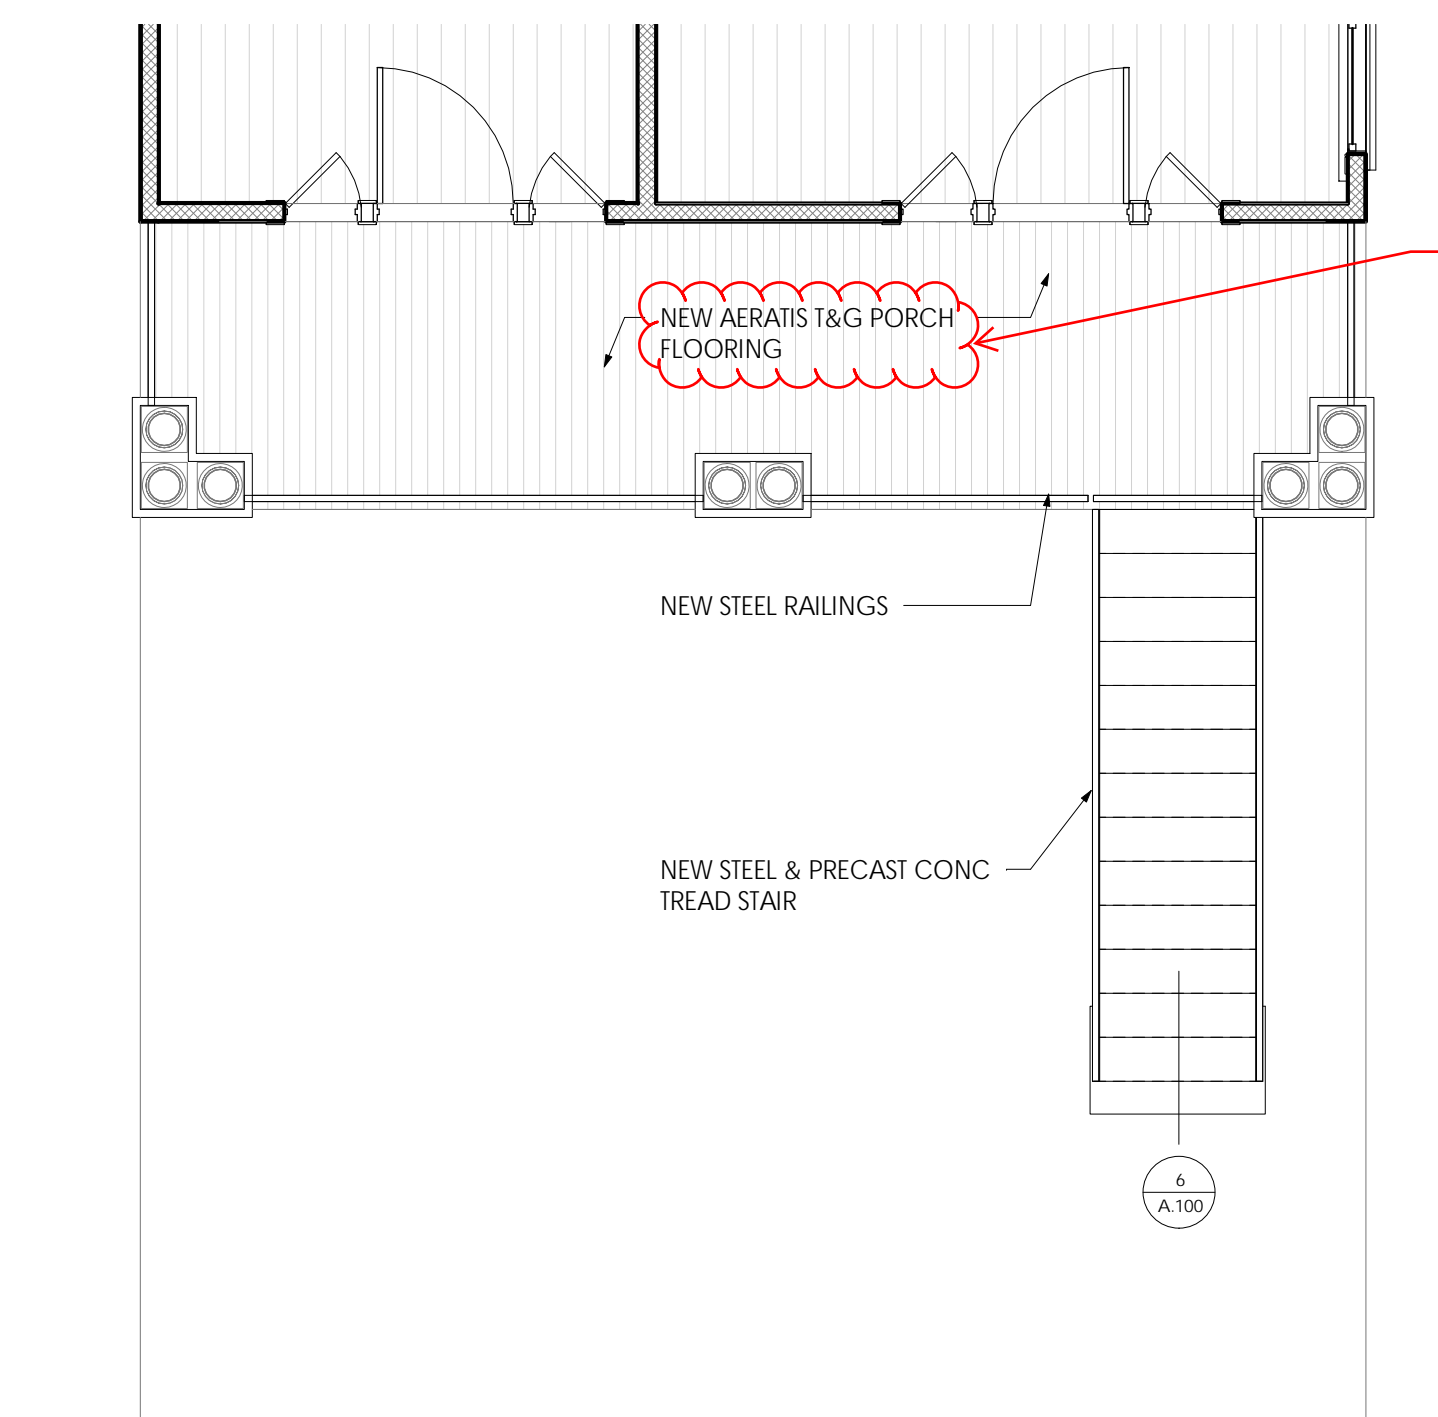 NEW AERATIS T&G PORCH
FLOORING
NEW STEEL RAILINGS
NEW STEEL & PRECAST CONC
TREAD STAIR
6
A.100